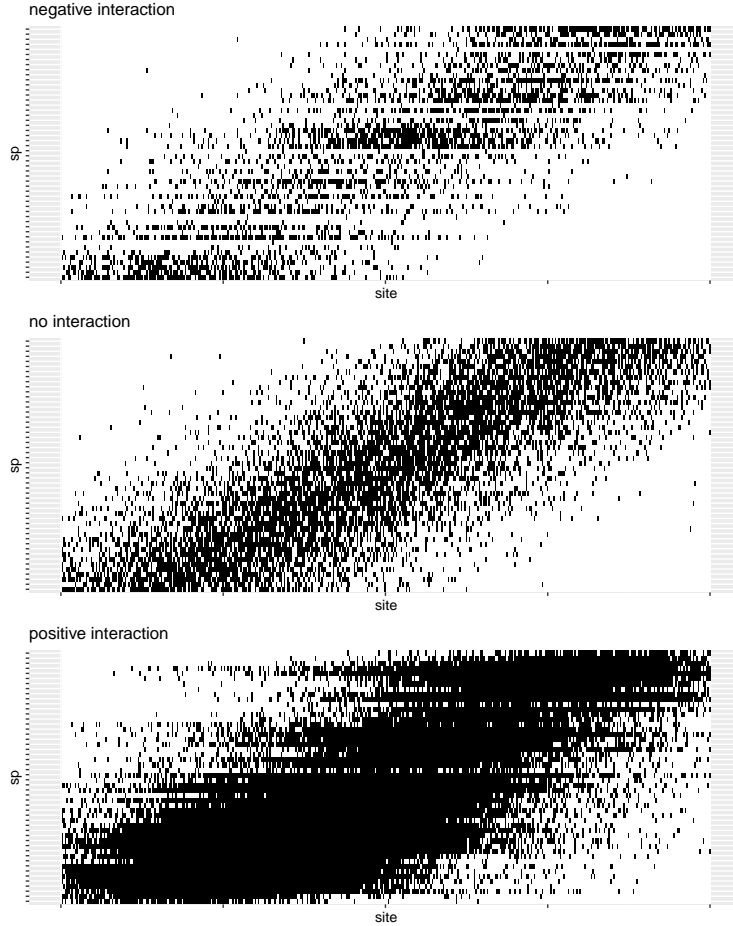 negative interaction
sp
site
no interaction
sp
site
positive interaction
sp
site